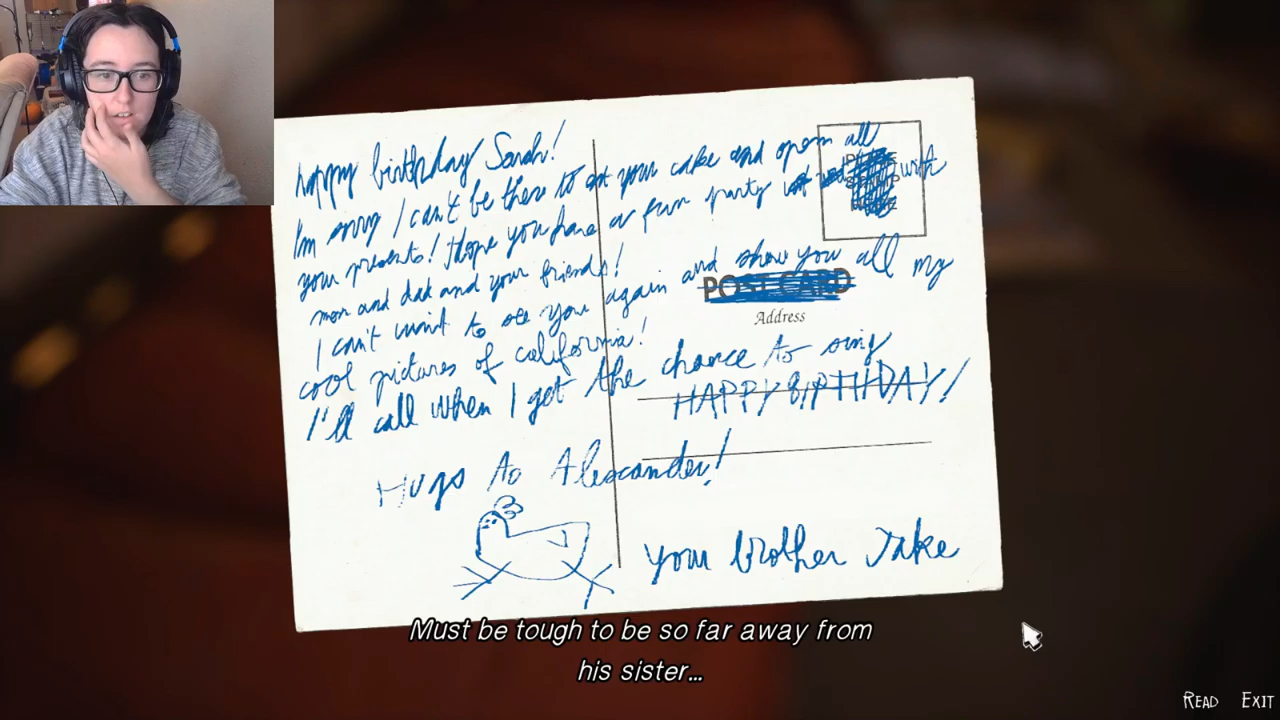 happy birthday Sarah!
I'm sorry I can't be there to eat your cake and open all
your presents! I hope you have a fun party with
mom and dad and your friends!
I can't wait to see you again and show you all my
cool pictures of california!
I'll call when I get the chance to sing
HAPPY BIRTHDAY!
Hugs to Alexander!
your brother Jake
POST CARD
Address
Must be tough to be so far away from
his sister...
READ EXIT